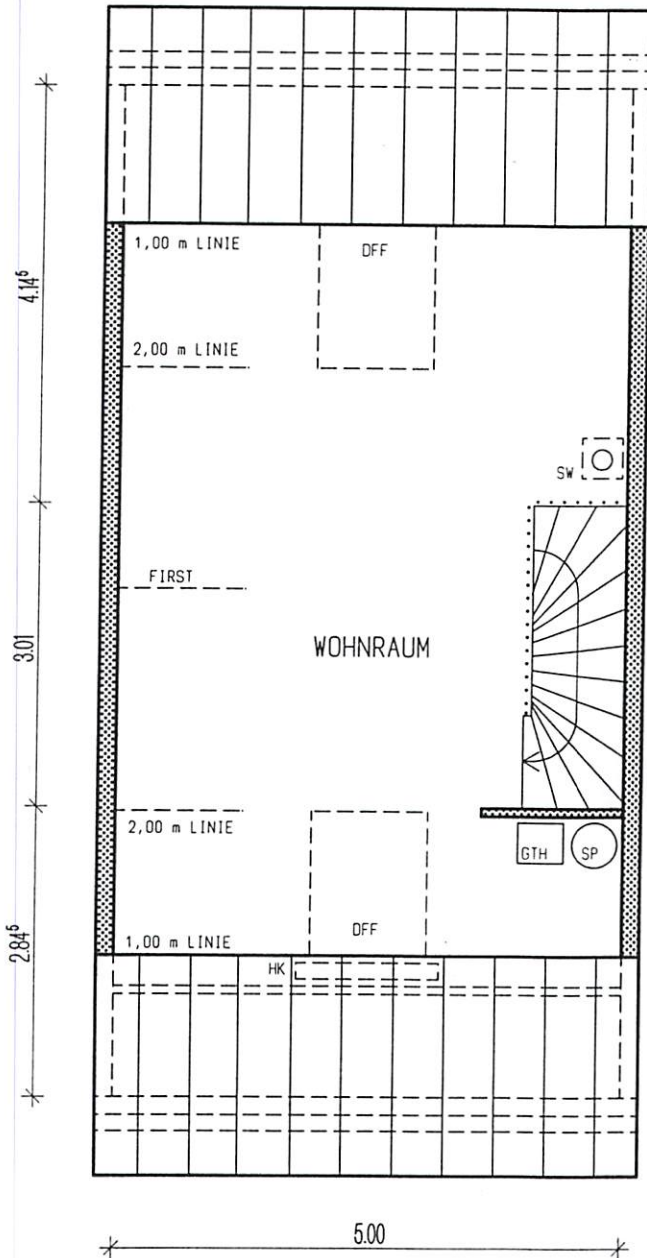 1,00 m LINIE
DFF
4.14⁵
2,00 m LINIE
SW
FIRST
3.01
WOHNRAUM
2,00 m LINIE
GTH
SP
2.84⁵
1,00 m LINIE
DFF
HK
5.00